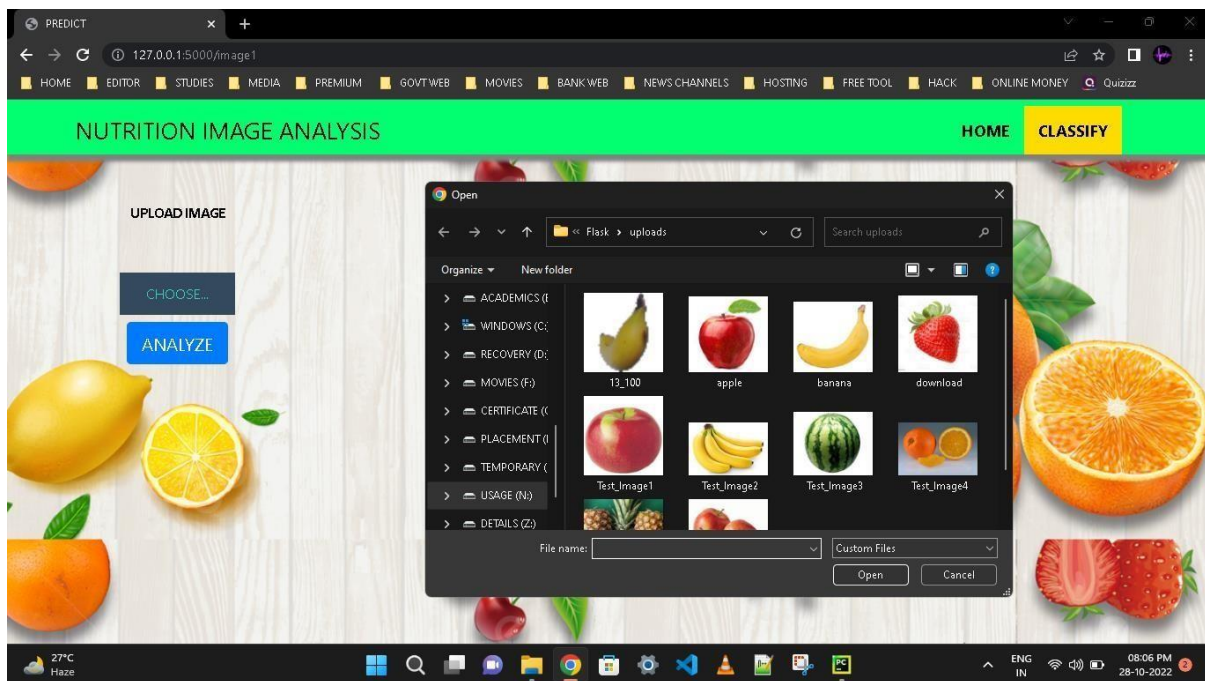 PREDICT
127.0.0.1:5000/image1
HOME EDITOR STUDIES MEDIA PREMIUM GOVT WEB MOVIES BANK WEB NEWS CHANNELS HOSTING FREE TOOL HACK ONLINE MONEY Quizizz
NUTRITION IMAGE ANALYSIS HOME CLASSIFY
UPLOAD IMAGE
CHOOSE...
ANALYZE
Open
« Flask › uploads Search uploads
Organize New folder
ACADEMICS (E
WINDOWS (C:
RECOVERY (D:
MOVIES (F:)
CERTIFICATE (
PLACEMENT (
TEMPORARY (
USAGE (N:)
DETAILS (Z:)
13_100 apple banana download
Test_Image1 Test_Image2 Test_Image3 Test_Image4
File name: Custom Files
Open Cancel
27°C
Haze
ENG
IN
08:06 PM
28-10-2022
2